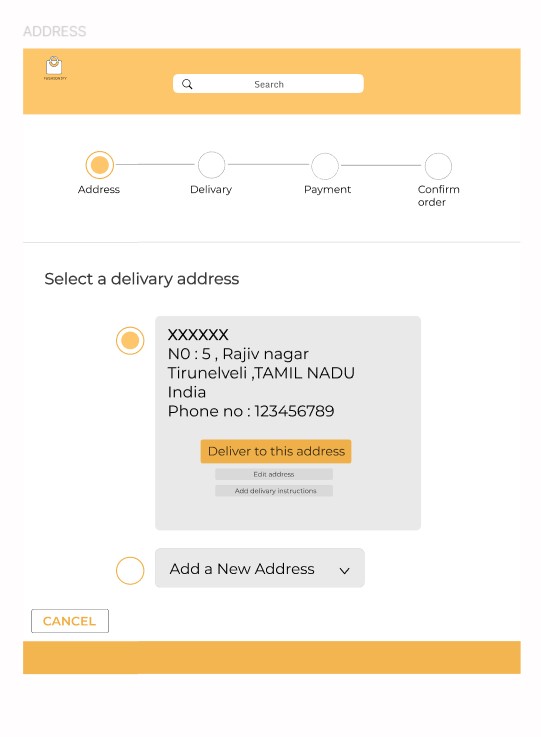 ADDRESS
Search
Address
Delivary
Payment
Confirm
order
Select a delivary address
XXXXXX
N0 : 5 , Rajiv nagar
Tirunelveli ,TAMIL NADU
India
Phone no : 123456789
Deliver to this address
Edit address
Add delivary instructions
Add a New Address
CANCEL